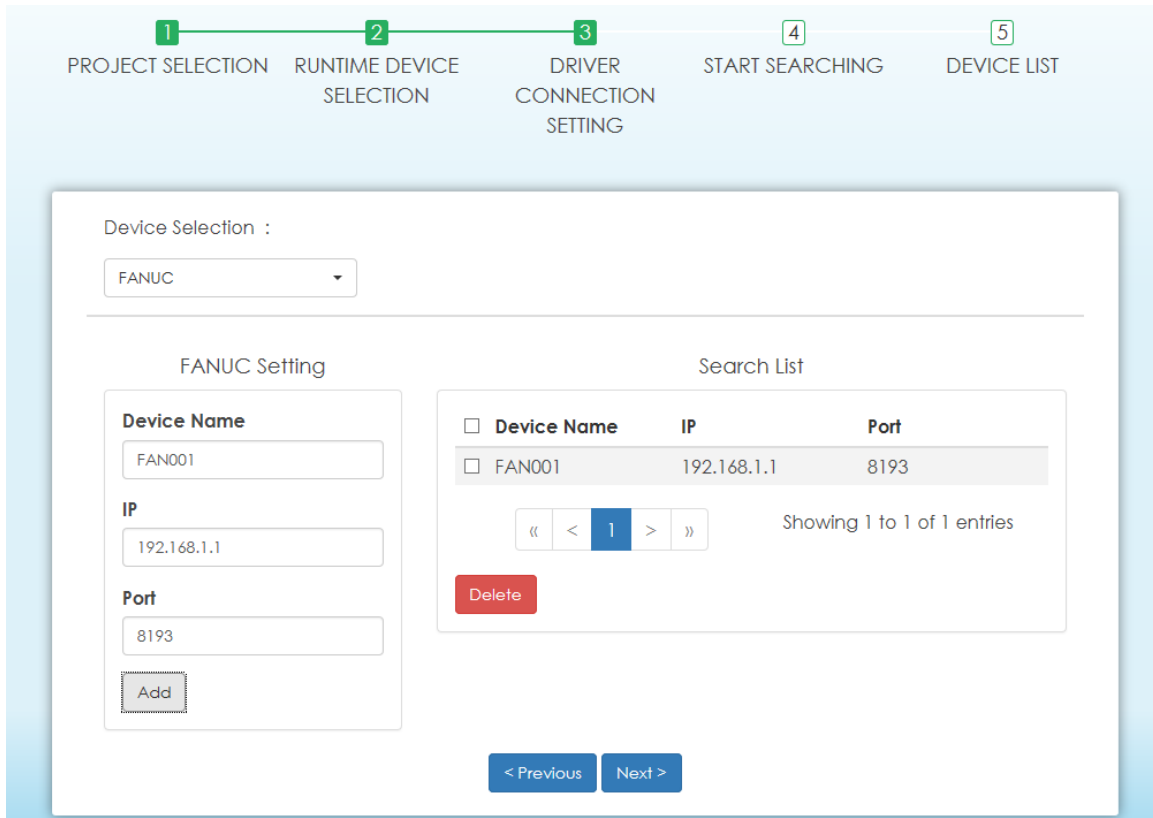 1 2 3 4 5
PROJECT SELECTION RUNTIME DEVICE DRIVER START SEARCHING DEVICE LIST
SELECTION CONNECTION
SETTING
Device Selection :
FANUC
FANUC Setting
Search List
Device Name
FAN001
IP
192.168.1.1
Port
8193
Add
Device Name IP Port
FAN001 192.168.1.1 8193
« < 1 > » Showing 1 to 1 of 1 entries
Delete
< Previous Next >